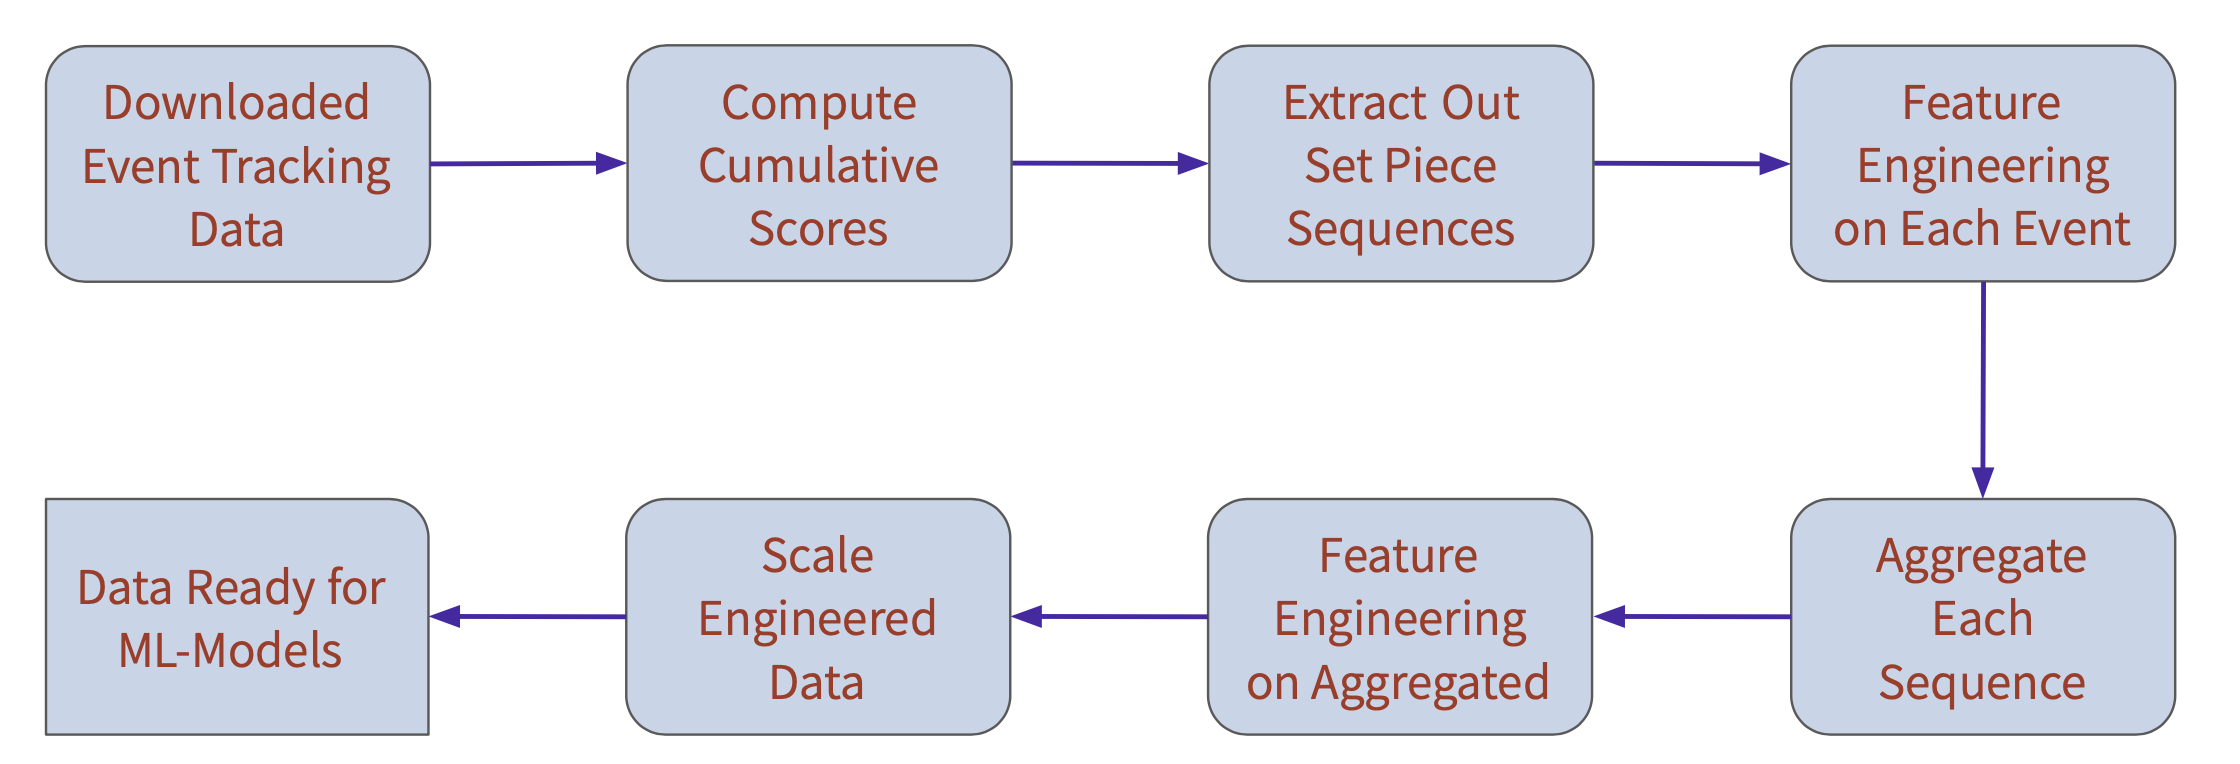 Downloaded
Event Tracking
Data
Compute
Cumulative
Scores
Extract Out
Set Piece
Sequences
Feature
Engineering
on Each Event
Aggregate
Each
Sequence
Feature
Engineering
on Aggregated
Scale
Engineered
Data
Data Ready for
ML-Models